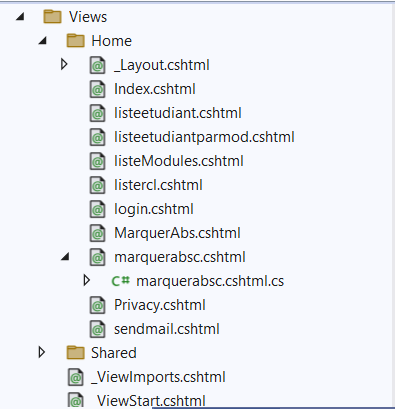 Views
Home
_Layout.cshtml
Index.cshtml
listeetudiant.cshtml
listeetudiantparmod.cshtml
listeModules.cshtml
listercl.cshtml
login.cshtml
MarquerAbs.cshtml
marquerabsc.cshtml
C# marquerabsc.cshtml.cs
Privacy.cshtml
sendmail.cshtml
Shared
_ViewImports.cshtml
_ViewStart.cshtml